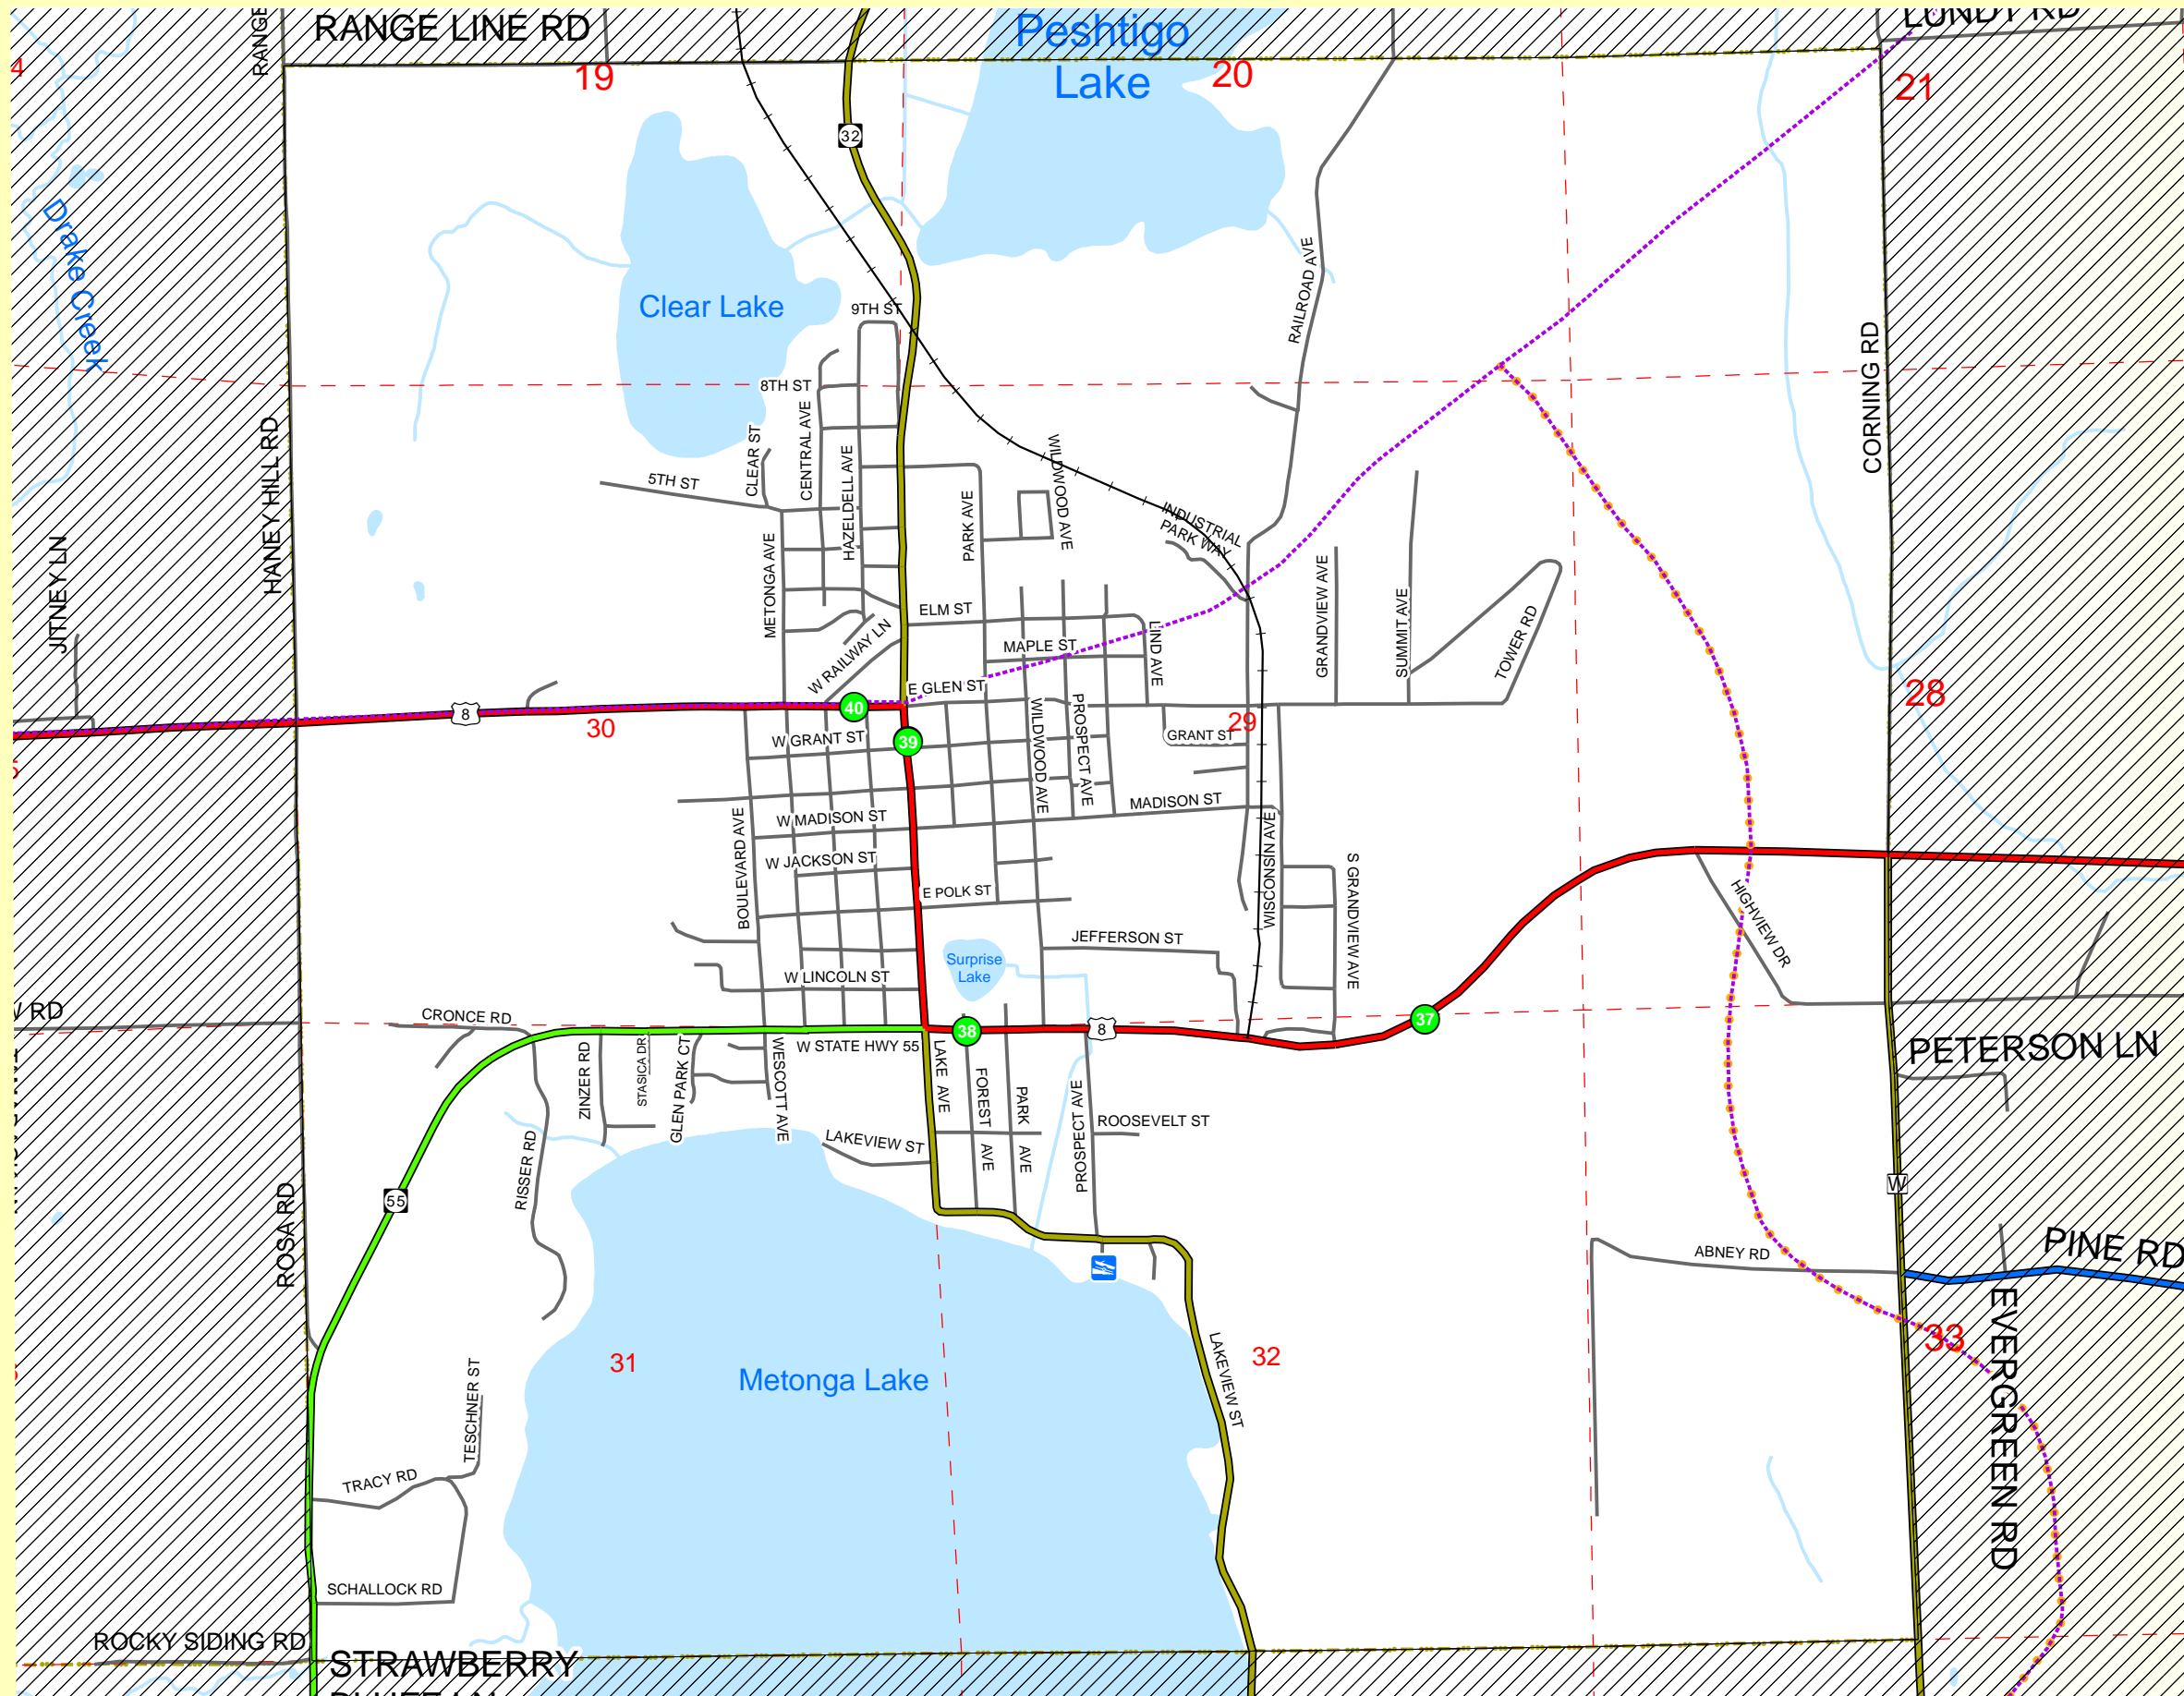 RANGE LINE RD
RANGE
Peshtigo
Lake
LUNDY RD
4
19
20
21
32
Drake Creek
Clear Lake
9TH ST
RAILROAD AVE
CORNING RD
8TH ST
CENTRAL AVE
CLEAR ST
HAZELDELL AVE
WILDWOOD AVE
5TH ST
HANEY HILL RD
PARK AVE
INDUSTRIAL
PARK WAY
JITNEY LN
METONGA AVE
GRANDVIEW AVE
SUMMIT AVE
TOWER RD
ELM ST
W RAILWAY LN
MAPLE ST
LIND AVE
E GLEN ST
8
40
30
W GRANT ST
39
WILDWOOD AVE
PROSPECT AVE
GRANT ST
29
28
W MADISON ST
MADISON ST
BOULEVARD AVE
W JACKSON ST
E POLK ST
WISCONSIN AVE
S GRANDVIEW AVE
HIGHVIEW DR
JEFFERSON ST
Surprise
Lake
W LINCOLN ST
RD
CRONCE RD
38
8
37
W STATE HWY 55
PETERSON LN
ZINZER RD
STASICA DR
GLEN PARK CT
WESCOTT AVE
LAKE AVE
FOREST AVE
PARK AVE
PROSPECT AVE
ROOSEVELT ST
LAKEVIEW ST
RISSER RD
55
ROSA RD
W
ABNEY RD
PINE RD
EVERGREEN RD
33
31
32
Metonga Lake
LAKEVIEW ST
TESCHNER ST
TRACY RD
SCHALLOCK RD
ROCKY SIDING RD
STRAWBERRY